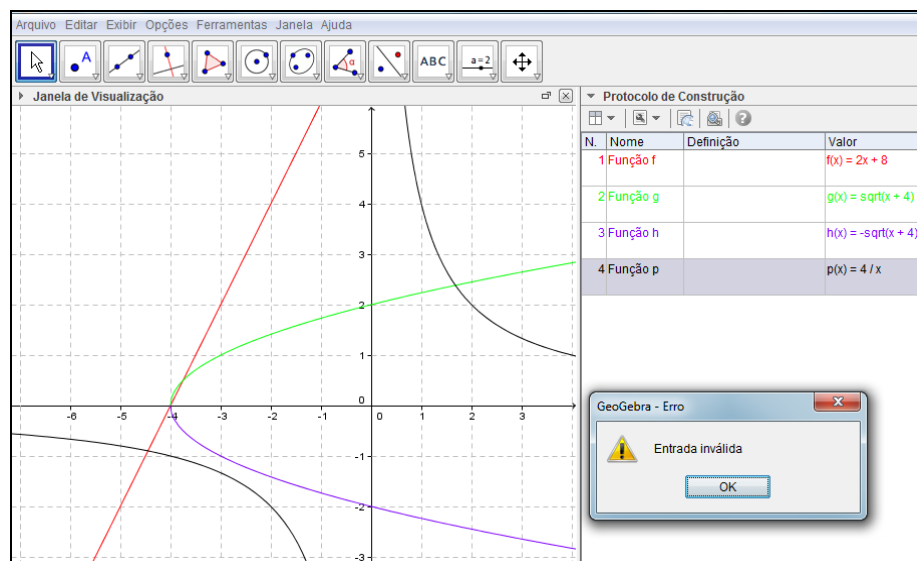 Arquivo Editar Exibir Opções Ferramentas Janela Ajuda
A
α
ABC
a=2
Janela de Visualização
Protocolo de Construção
N. Nome Definição Valor
1 Função f f(x) = 2x + 8
2 Função g g(x) = sqrt(x + 4)
3 Função h h(x) = -sqrt(x + 4)
4 Função p p(x) = 4 / x
5
4
3
2
1
0
-6 -5 -4 -3 -2 -1 0 1 2 3
-1
-2
-3
GeoGebra - Erro
Entrada inválida
OK